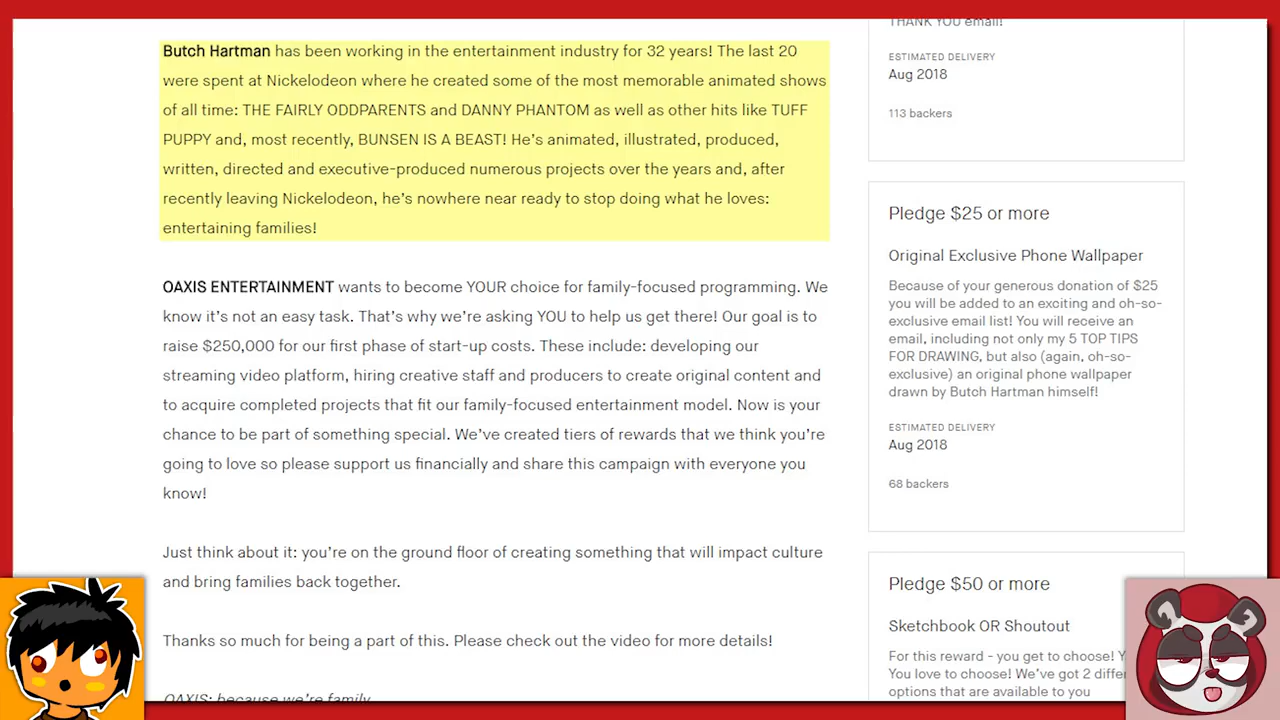 Butch Hartman has been working in the entertainment industry for 32 years! The last 20
were spent at Nickelodeon where he created some of the most memorable animated shows
of all time: THE FAIRLY ODDPARENTS and DANNY PHANTOM as well as other hits like TUFF
PUPPY and, most recently, BUNSEN IS A BEAST! He's animated, illustrated, produced,
written, directed and executive-produced numerous projects over the years and, after
recently leaving Nickelodeon, he's nowhere near ready to stop doing what he loves:
entertaining families!
OAXIS ENTERTAINMENT wants to become YOUR choice for family-focused programming. We
know it's not an easy task. That's why we're asking YOU to help us get there! Our goal is to
raise $250,000 for our first phase of start-up costs. These include: developing our
streaming video platform, hiring creative staff and producers to create original content and
to acquire completed projects that fit our family-focused entertainment model. Now is your
chance to be part of something special. We've created tiers of rewards that we think you're
going to love so please support us financially and share this campaign with everyone you
know!
Just think about it: you're on the ground floor of creating something that will impact culture
and bring families back together.
Thanks so much for being a part of this. Please check out the video for more details!
OAXIS: because we're family
THANK YOU email!
ESTIMATED DELIVERY
Aug 2018
113 backers
Pledge $25 or more
Original Exclusive Phone Wallpaper
Because of your generous donation of $25
you will be added to an exciting and oh-so-
exclusive email list! You will receive an
email, including not only my 5 TOP TIPS
FOR DRAWING, but also (again, oh-so-
exclusive) an original phone wallpaper
drawn by Butch Hartman himself!
ESTIMATED DELIVERY
Aug 2018
68 backers
Pledge $50 or more
Sketchbook OR Shoutout
For this reward - you get to choose!
You love to choose! We've got 2
options that are available to you